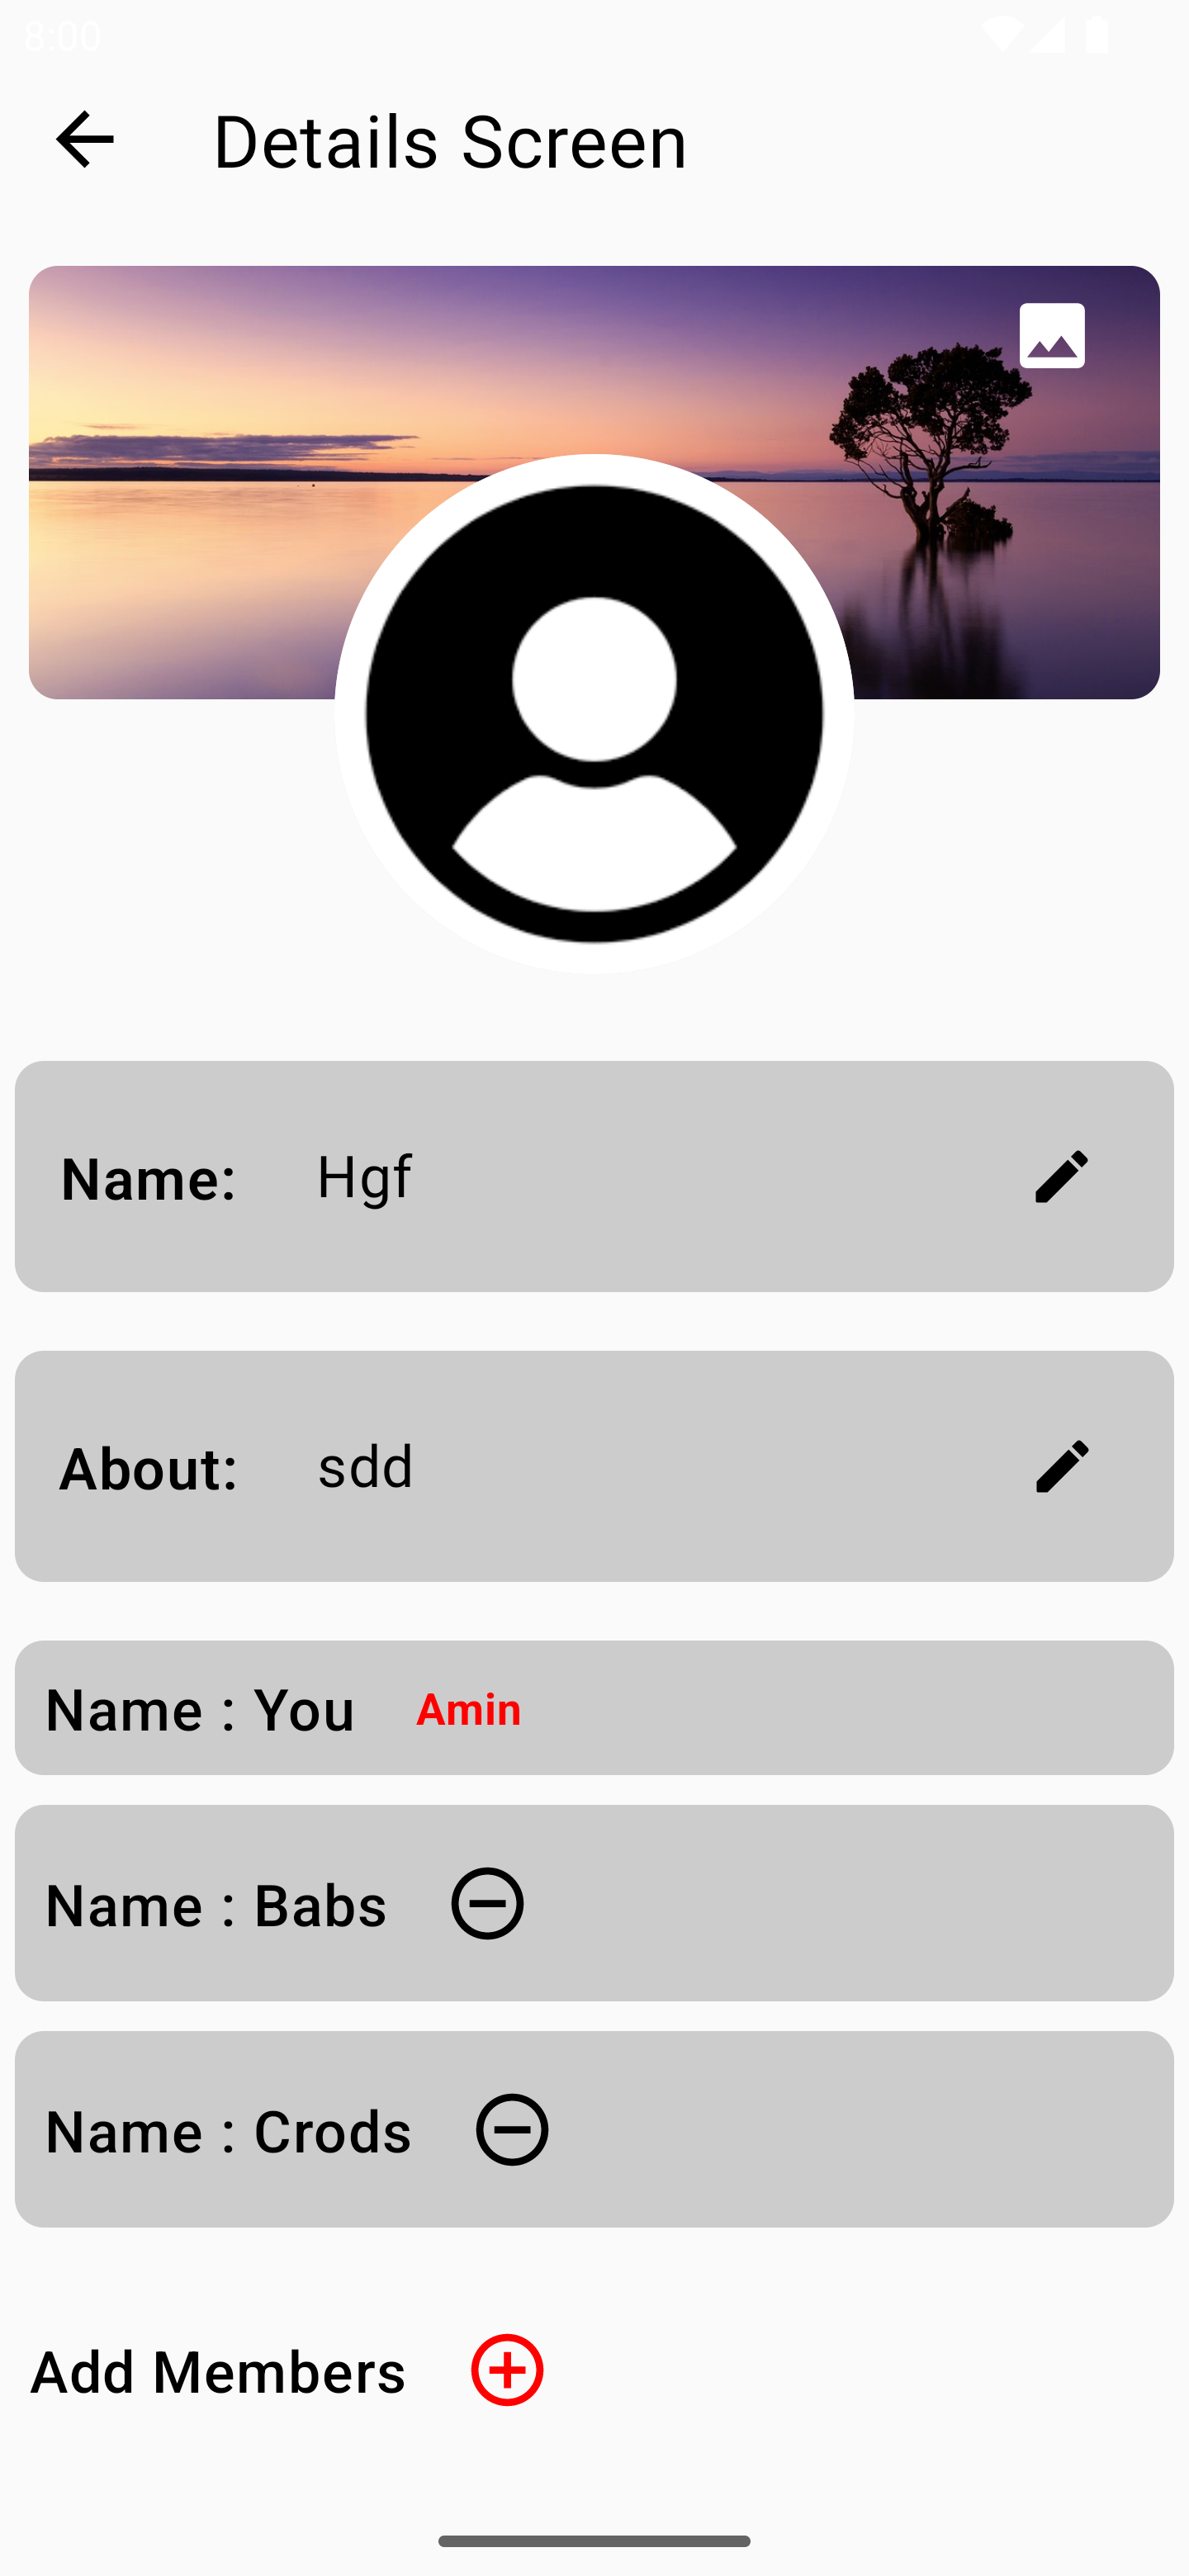 8:00
Details Screen
Name: Hgf
About: sdd
Name : You Amin
Name : Babs
Name : Crods
Add Members